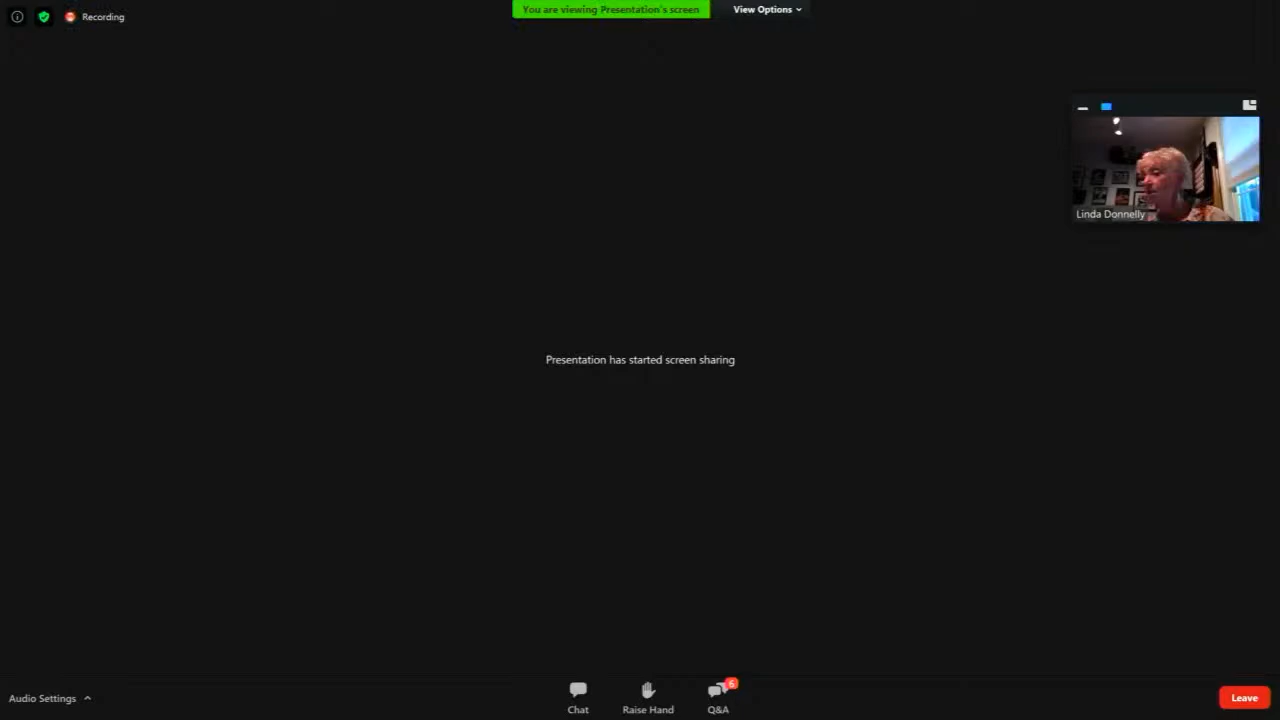 Recording
You are viewing Presentation's screen
View Options
Linda Donnelly
Presentation has started screen sharing
Audio Settings
Chat
Raise Hand
6
Q&A
Leave